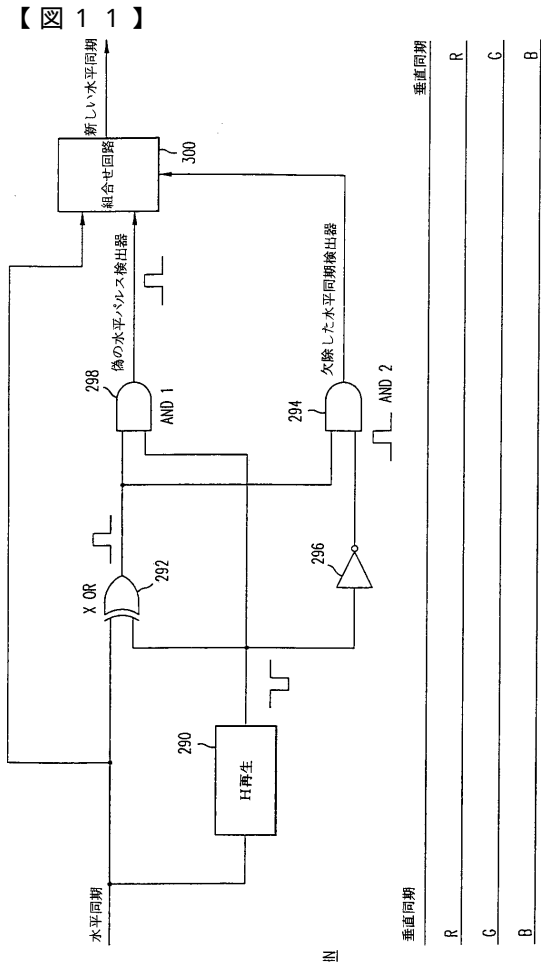 【図１１】
水平同期
290
H再生
X OR
292
296
298
AND 1
294
AND 2
偽の水平パルス検出器
欠除した水平同期検出器
組合せ回路
300
新しい水平同期
垂直同期
垂直同期
R
R
G
G
B
B